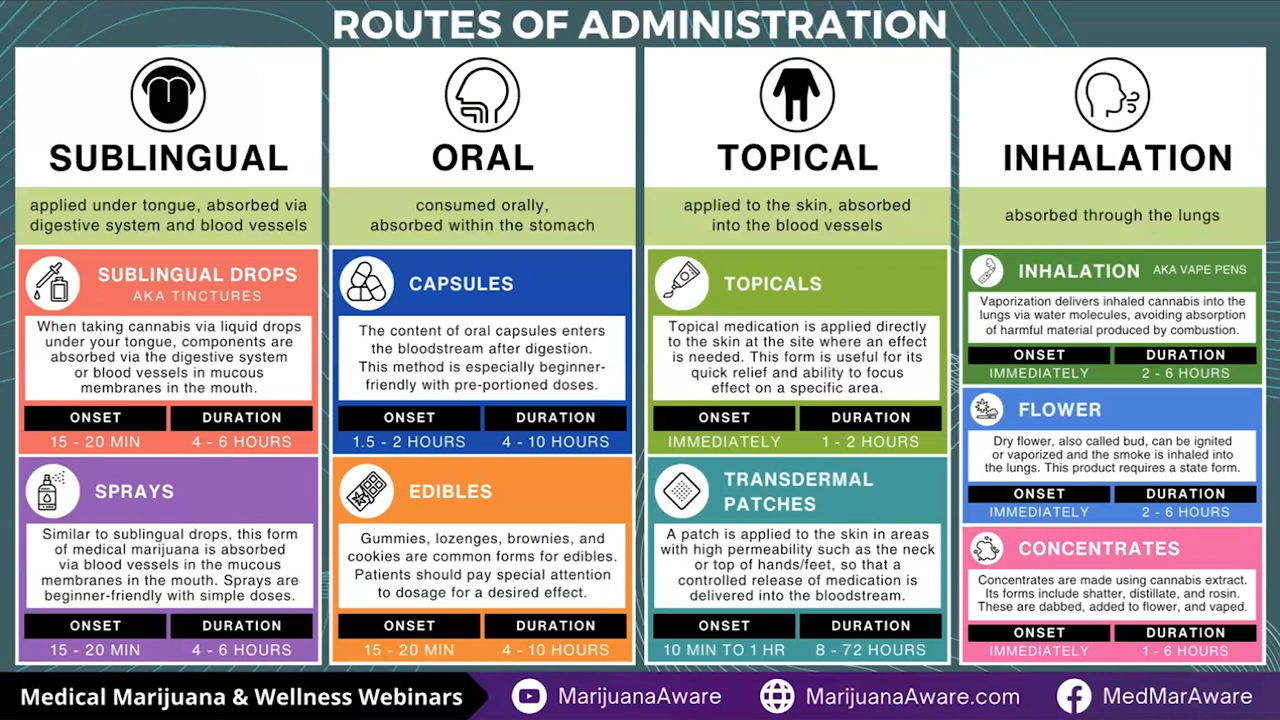 ROUTES OF ADMINISTRATION
SUBLINGUAL
applied under tongue, absorbed via
digestive system and blood vessels
SUBLINGUAL DROPS
AKA TINCTURES
When taking cannabis via liquid drops
under your tongue, components are
absorbed via the digestive system
or blood vessels in mucous
membranes in the mouth.
ONSET
DURATION
15 - 20 MIN
4 - 6 HOURS
SPRAYS
Similar to sublingual drops, this form
of medical marijuana is absorbed
via blood vessels in the mucous
membranes in the mouth. Sprays are
beginner-friendly with simple doses.
ONSET
DURATION
15 - 20 MIN
4 - 6 HOURS
ORAL
consumed orally,
absorbed within the stomach
CAPSULES
The content of oral capsules enters
the bloodstream after digestion.
This method is especially beginner-
friendly with pre-portioned doses.
ONSET
DURATION
1.5 - 2 HOURS
4 - 10 HOURS
EDIBLES
Gummies, lozenges, brownies, and
cookies are common forms for edibles.
Patients should pay special attention
to dosage for a desired effect.
ONSET
DURATION
15 - 20 MIN
4 - 10 HOURS
TOPICAL
applied to the skin, absorbed
into the blood vessels
TOPICALS
Topical medication is applied directly
to the skin at the site where an effect
is needed. This form is useful for its
quick relief and ability to focus
effect on a specific area.
ONSET
DURATION
IMMEDIATELY
1 - 2 HOURS
TRANSDERMAL
PATCHES
A patch is applied to the skin in areas
with high permeability such as the neck
or top of hands/feet, so that a
controlled release of medication is
delivered into the bloodstream.
ONSET
DURATION
10 MIN TO 1 HR
8 - 72 HOURS
INHALATION
absorbed through the lungs
INHALATION AKA VAPE PENS
Vaporization delivers inhaled cannabis into the
lungs via water molecules, avoiding absorption
of harmful material produced by combustion.
ONSET
DURATION
IMMEDIATELY
2 - 6 HOURS
FLOWER
Dry flower, also called bud, can be ignited
or vaporized and the smoke is inhaled into
the lungs. This product requires a state form.
ONSET
DURATION
IMMEDIATELY
2 - 6 HOURS
CONCENTRATES
Concentrates are made using cannabis extract.
Its forms include shatter, distillate, and rosin.
These are dabbed, added to flower, and vaped.
ONSET
DURATION
IMMEDIATELY
1 - 6 HOURS
Medical Marijuana & Wellness Webinars
MarijuanaAware
MarijuanaAware.com
MedMarAware